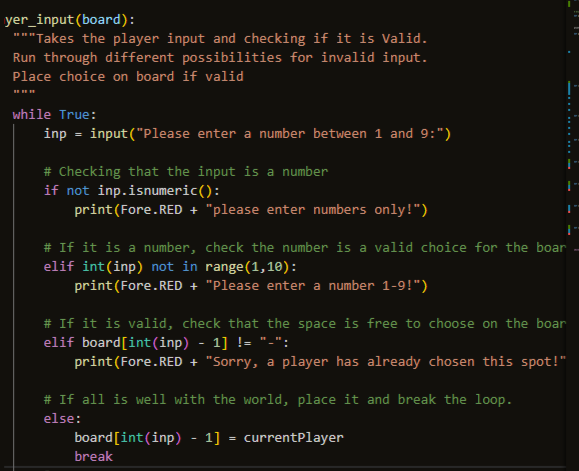 yer_input(board):
"""Takes the player input and checking if it is Valid.
Run through different possibilities for invalid input.
Place choice on board if valid
"""
while True:
inp = input("Please enter a number between 1 and 9:")
# Checking that the input is a number
if not inp.isnumeric():
print(Fore.RED + "please enter numbers only!")
# If it is a number, check the number is a valid choice for the boar
elif int(inp) not in range(1,10):
print(Fore.RED + "Please enter a number 1-9!")
# If it is valid, check that the space is free to choose on the boar
elif board[int(inp) - 1] != "-":
print(Fore.RED + "Sorry, a player has already chosen this spot!"
# If all is well with the world, place it and break the loop.
else:
board[int(inp) - 1] = currentPlayer
break